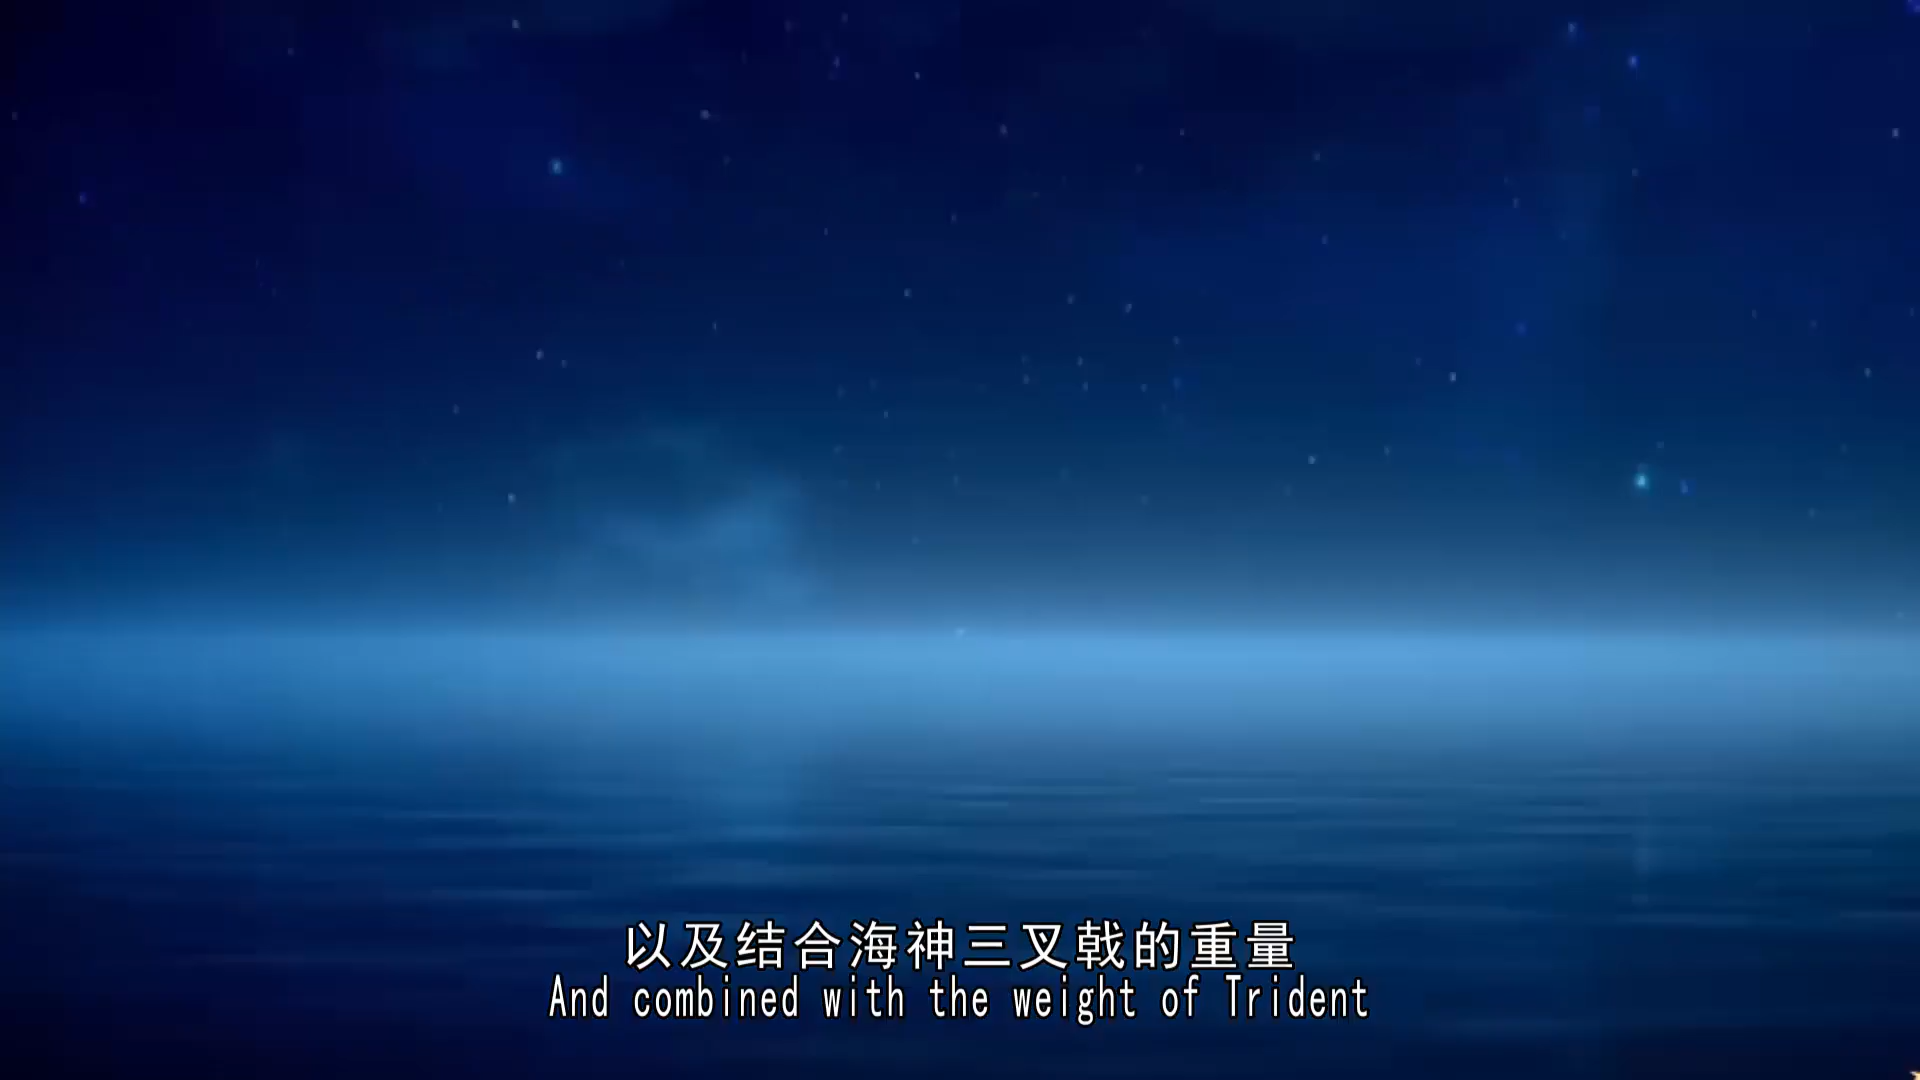 以及结合海神三叉戟的重量
And combined with the weight of Trident